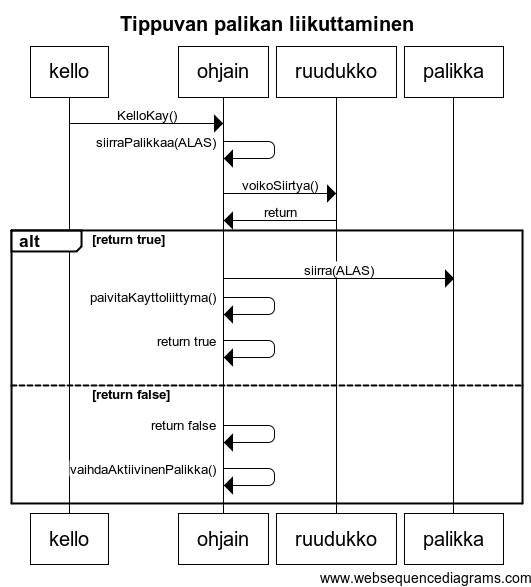 Tippuvan palikan liikuttaminen
kello ohjain ruudukko palikka
KelloKay()
siirraPalikkaa(ALAS)
voikoSiirtya()
return
alt [return true]
siirra(ALAS)
paivitaKayttoliittyma()
return true
[return false]
return false
vaihdaAktiivinenPalikka()
kello ohjain ruudukko palikka
www.websequencediagrams.com